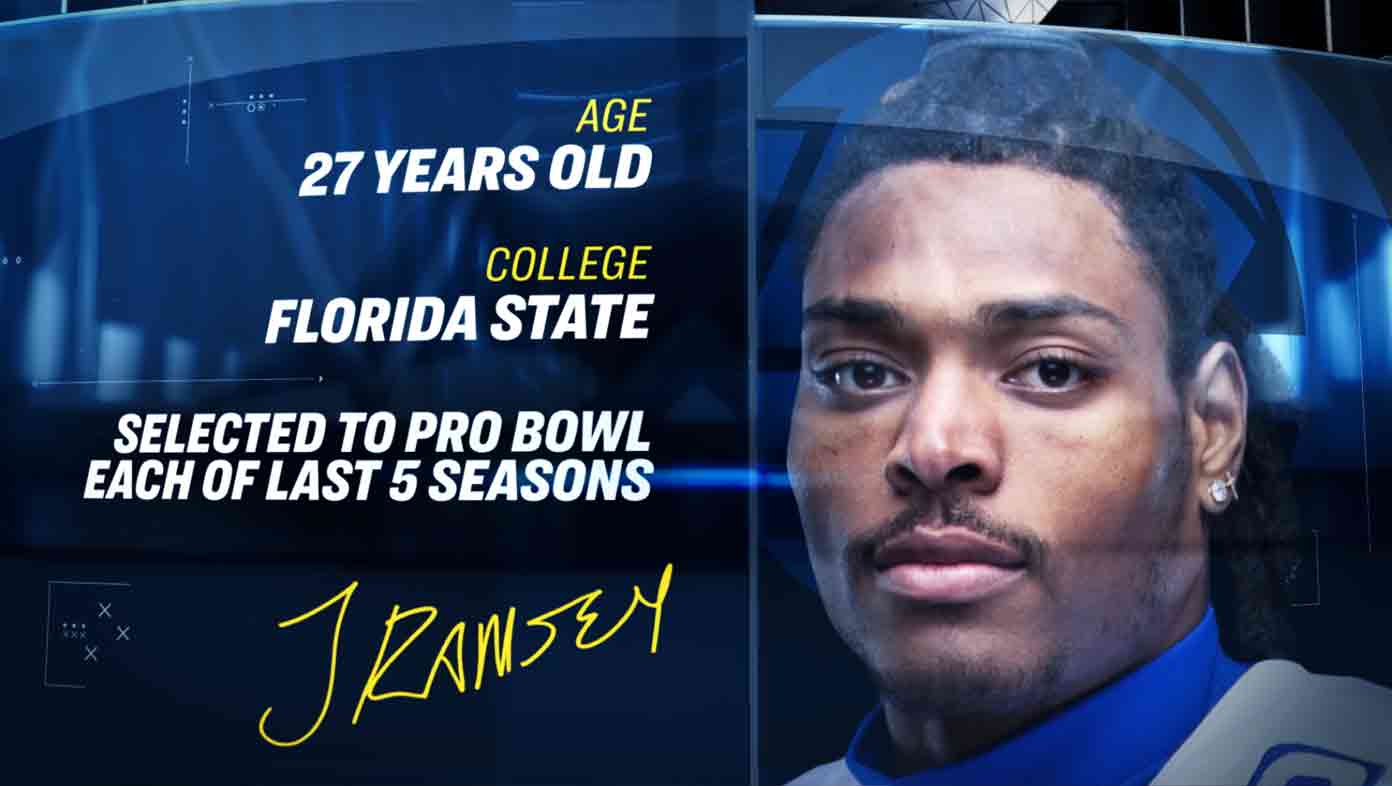 AGE
27 YEARS OLD
COLLEGE
FLORIDA STATE
SELECTED TO PRO BOWL
EACH OF LAST 5 SEASONS
J RAMSEY